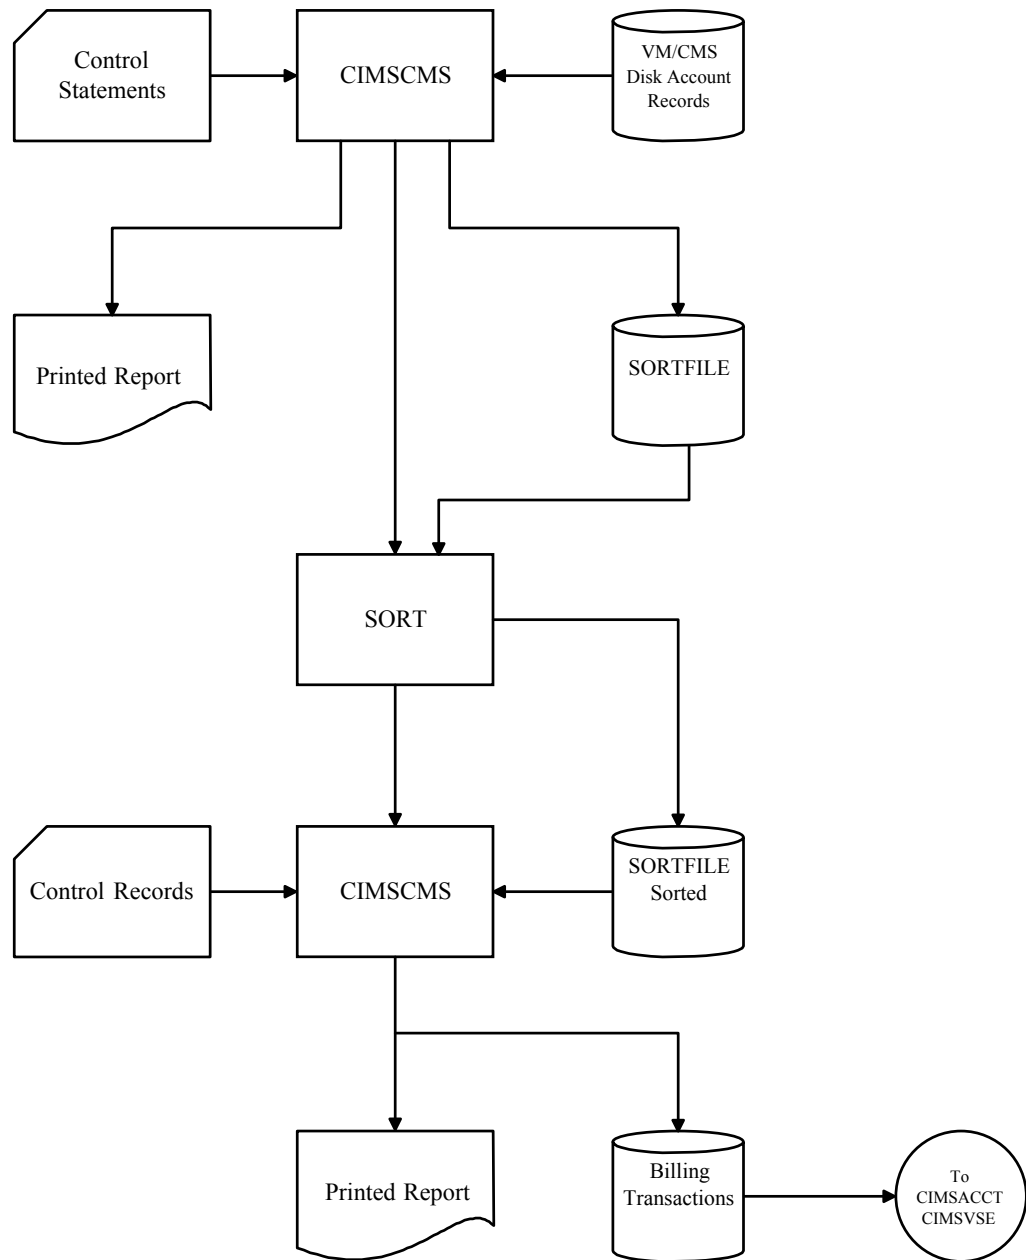 Control
Statements
CIMSCMS
VM/CMS
Disk Account
Records
Printed Report
SORTFILE
SORT
Control Records
CIMSCMS
SORTFILE
Sorted
Printed Report
Billing
Transactions
To
CIMSACCT
CIMSVSE